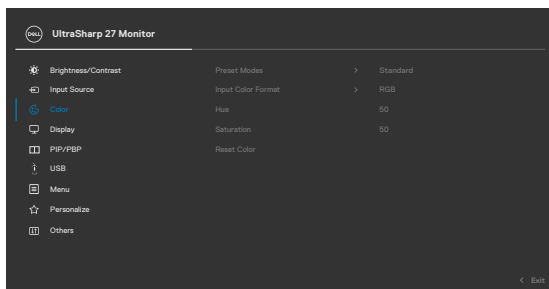 DELL UltraSharp 27 Monitor
Brightness/Contrast Preset Modes > Standard
Input Source Input Color Format > RGB
Color Hue 50
Display Saturation 50
PIP/PBP Reset Color
USB
Menu
Personalize
Others
< Exit